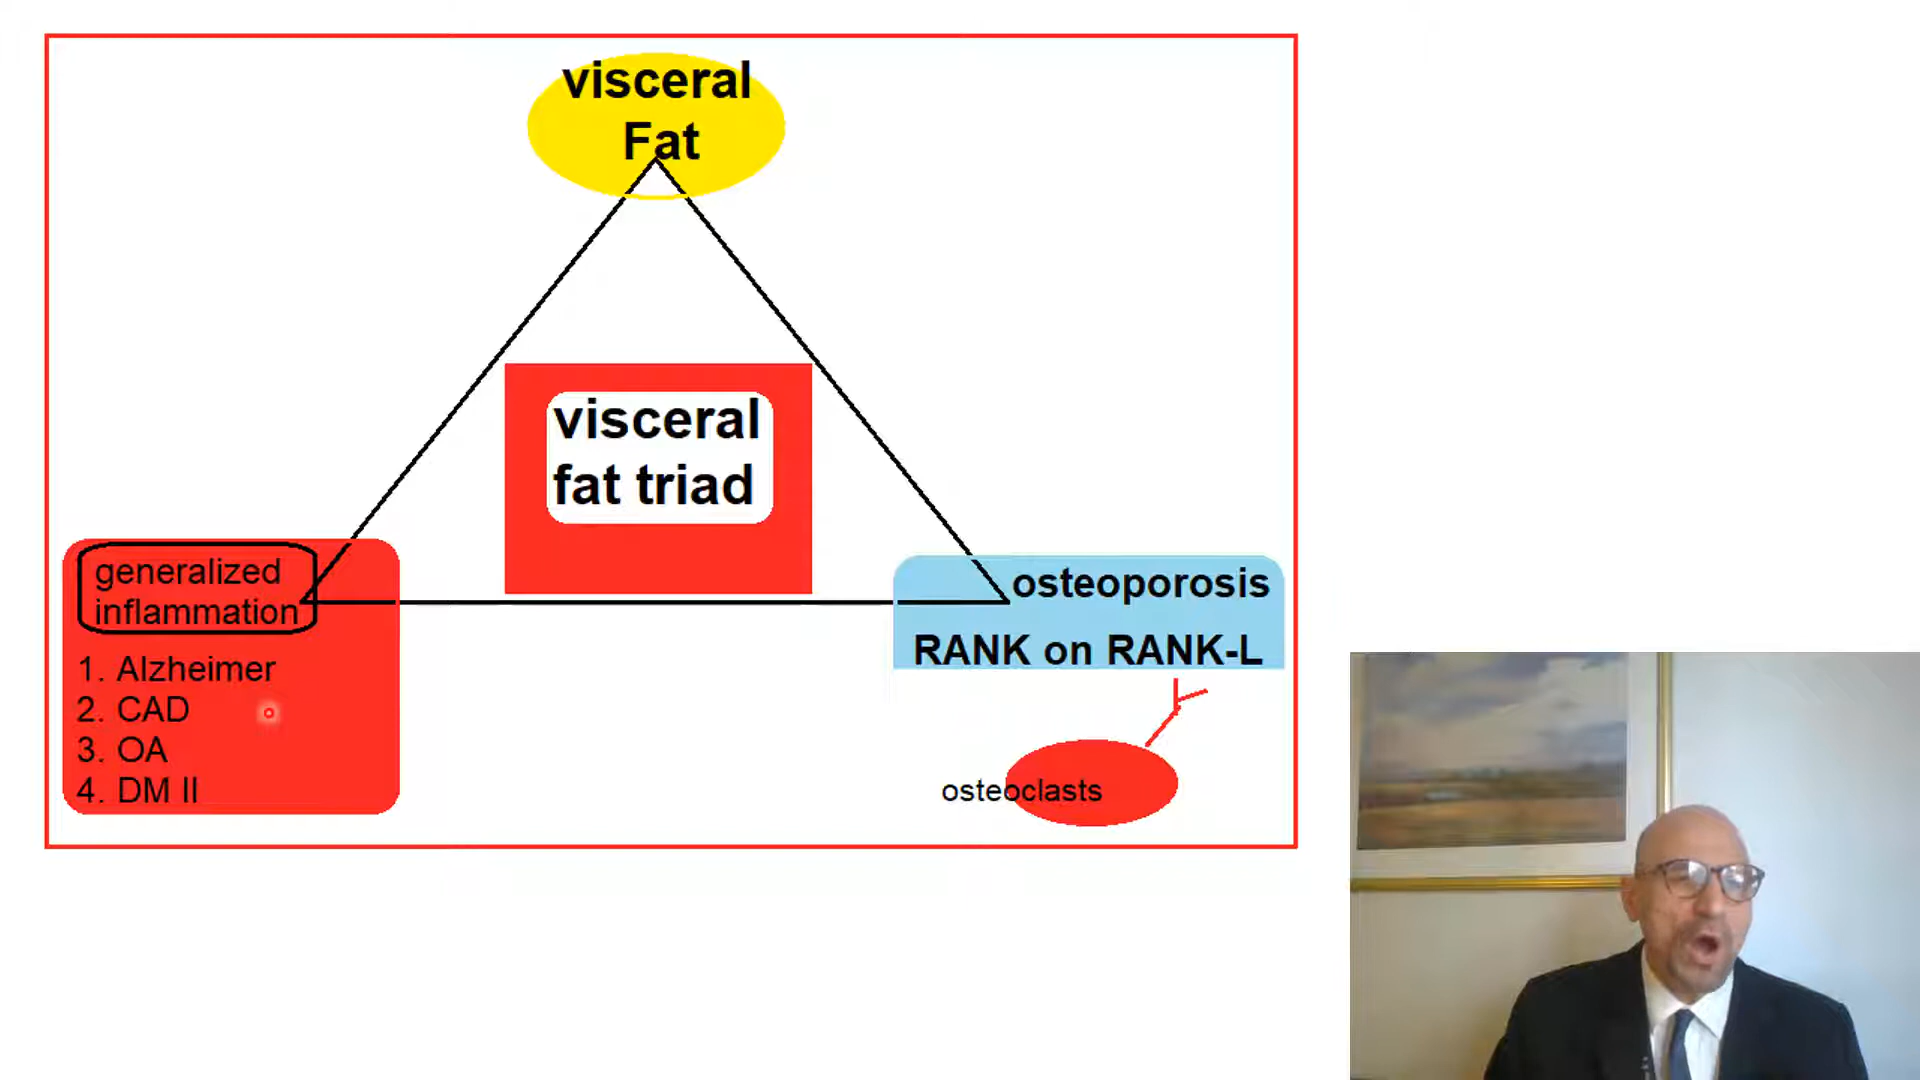 visceral
Fat
visceral
fat triad
generalized
inflammation
1. Alzheimer
2. CAD
3. OA
4. DM II
osteoporosis
RANK on RANK-L
osteoclasts